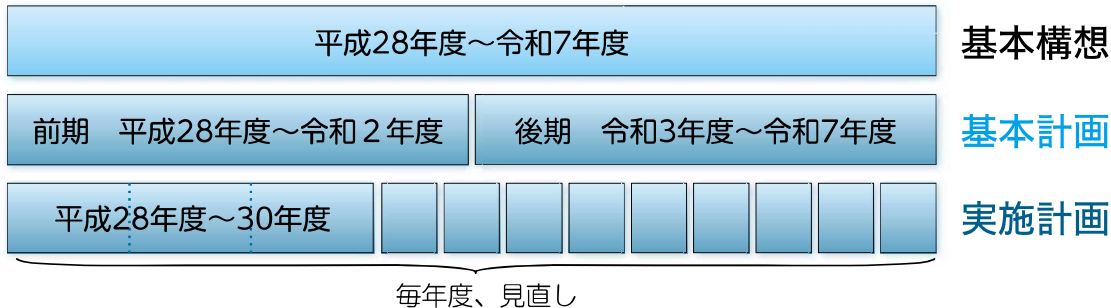 平成28年度～令和7年度
基本構想
前期　平成28年度～令和２年度
後期　令和3年度～令和7年度
基本計画
平成28年度～30年度
実施計画
毎年度、見直し